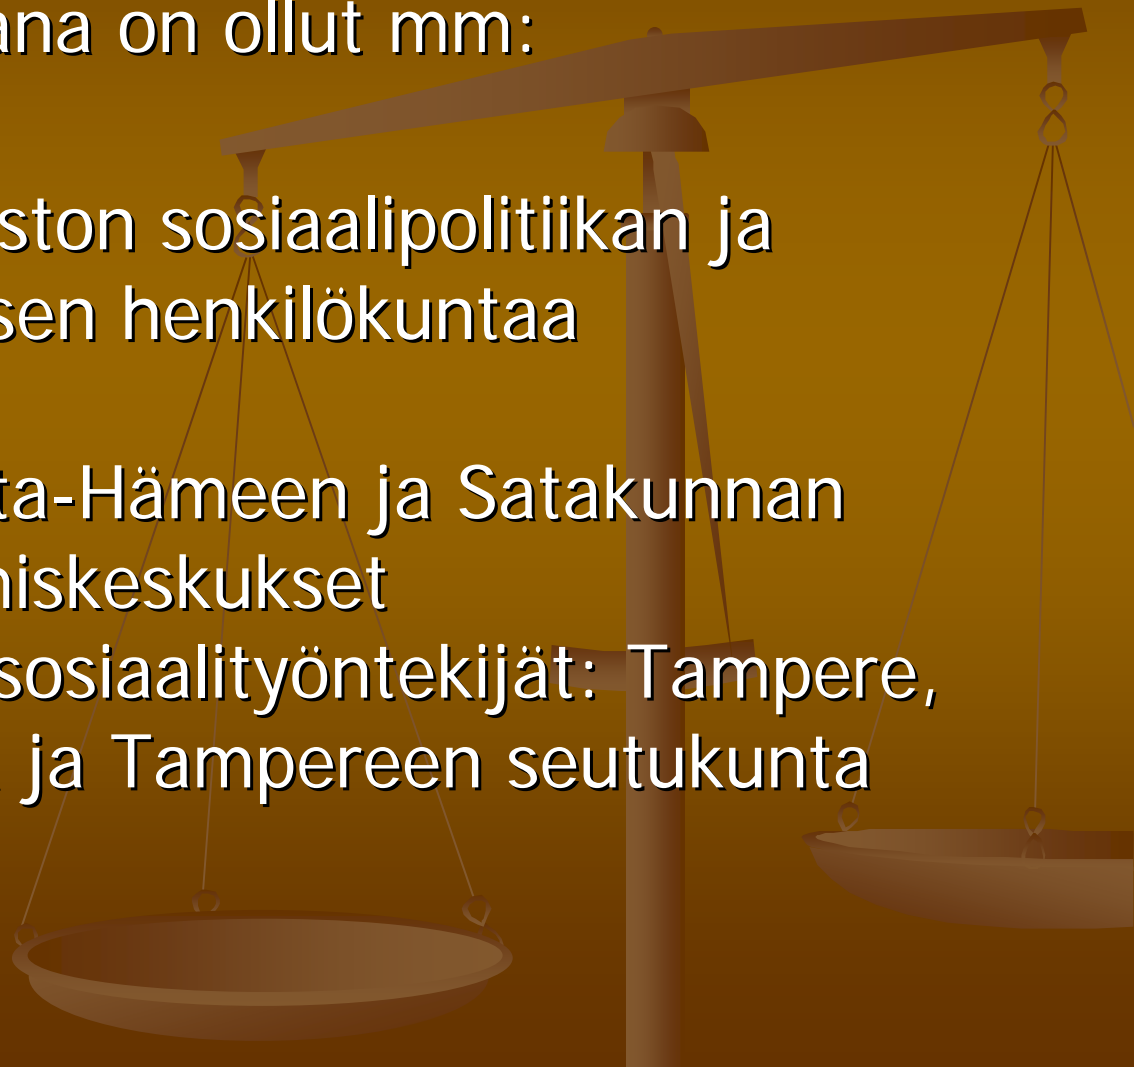 ana on ollut mm:
ston sosiaalipolitiikan ja
sen henkilökuntaa
ta-Hämeen ja Satakunnan
niskeskukset
sosiaalityöntekijät: Tampere,
ja Tampereen seutukunta